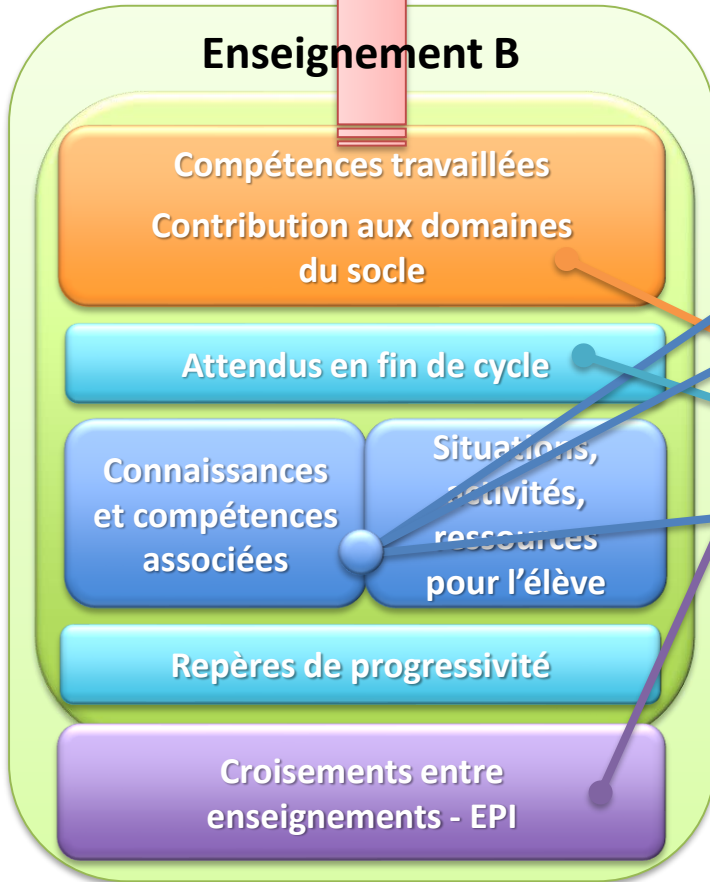 Enseignement B
Compétences travaillées
Contribution aux domaines
du socle
Attendus en fin de cycle
Connaissances
et compétences
associées
Situations,
activités,
ressources
pour l’élève
Repères de progressivité
Croisements entre
enseignements - EPI